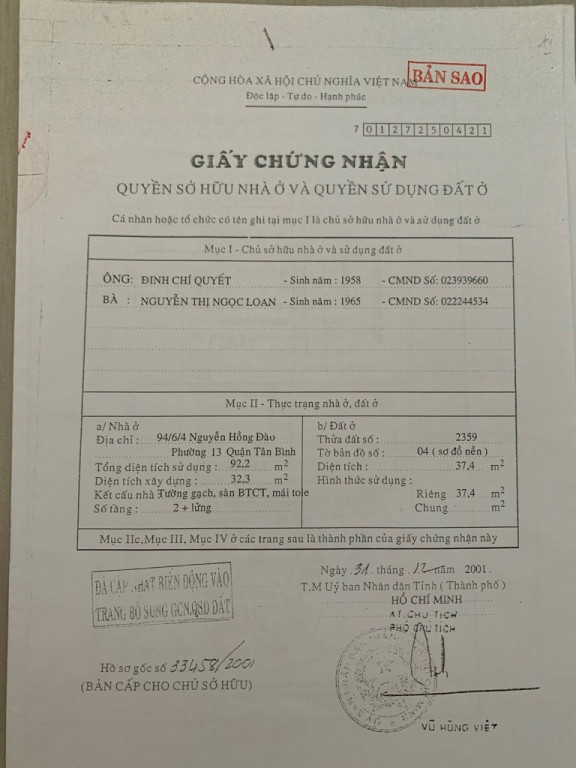 CỘNG HÒA XÃ HỘI CHỦ NGHĨA VIỆT NAM
BẢN SAO
Độc lập - Tự do - Hạnh phúc
7 0127250421
GIẤY CHỨNG NHẬN
QUYỀN SỞ HỮU NHÀ Ở VÀ QUYỀN SỬ DỤNG ĐẤT Ở
Cá nhân hoặc tổ chức có tên ghi tại mục I là chủ sở hữu nhà ở và sử dụng đất ở
Mục I - Chủ sở hữu nhà ở và sử dụng đất ở
ÔNG: ĐINH CHÍ QUYẾT - Sinh năm : 1958 - CMND Số: 023939660
BÀ : NGUYỄN THỊ NGỌC LOAN - Sinh năm : 1965 - CMND Số: 022244534
Mục II - Thực trạng nhà ở, đất ở
a/ Nhà ở
Địa chỉ : 94/6/4 Nguyễn Hồng Đào
Phường 13 Quận Tân Bình
Tổng diện tích sử dụng : 92,2 m2
Diện tích xây dựng : 32,3 m2
Kết cấu nhà Tường gạch, sàn BTCT, mái tole
Số tầng : 2 + lửng
b/ Đất ở
Thửa đất số : 2359
Tờ bản đồ số : 04 ( sơ đồ nền )
Diện tích : 37,4 m2
Hình thức sử dụng :
Riêng 37,4 m2
Chung m2
Mục IIc, Mục III, Mục IV ở các trang sau là thành phần của giấy chứng nhận này
Ngày 31 tháng 12 năm 2001
T.M Uỷ ban Nhân dân Tỉnh ( Thành phố )
HỒ CHÍ MINH
KT. CHỦ TỊCH
PHÓ CHỦ TỊCH
ĐÃ CẬP NHẬT BIẾN ĐỘNG VÀO
TRANG BỔ SUNG GCN.QSD ĐẤT
Hồ sơ gốc số 33458/2001
(BẢN CẤP CHO CHỦ SỞ HỮU)
VŨ HÙNG VIỆT